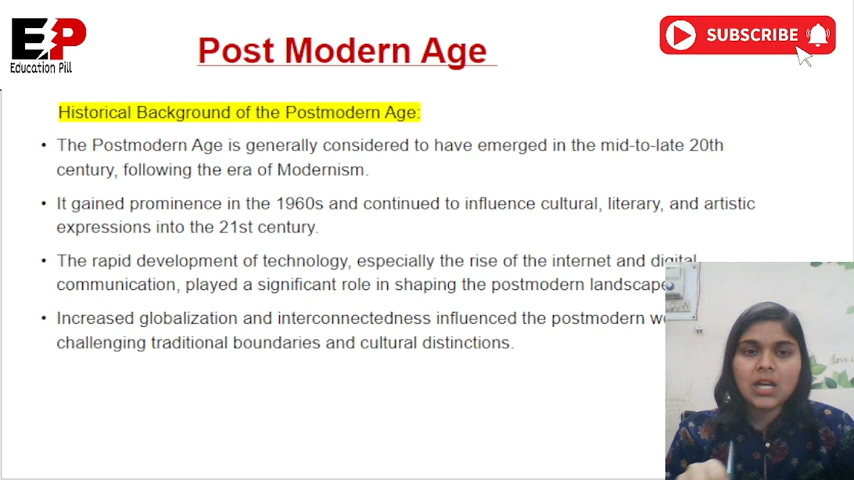 EP
Education Pill
Post Modern Age
SUBSCRIBE
Historical Background of the Postmodern Age:
• The Postmodern Age is generally considered to have emerged in the mid-to-late 20th
century, following the era of Modernism.
• It gained prominence in the 1960s and continued to influence cultural, literary, and artistic
expressions into the 21st century.
• The rapid development of technology, especially the rise of the internet and digital
communication, played a significant role in shaping the postmodern landscape
• Increased globalization and interconnectedness influenced the postmodern
challenging traditional boundaries and cultural distinctions.